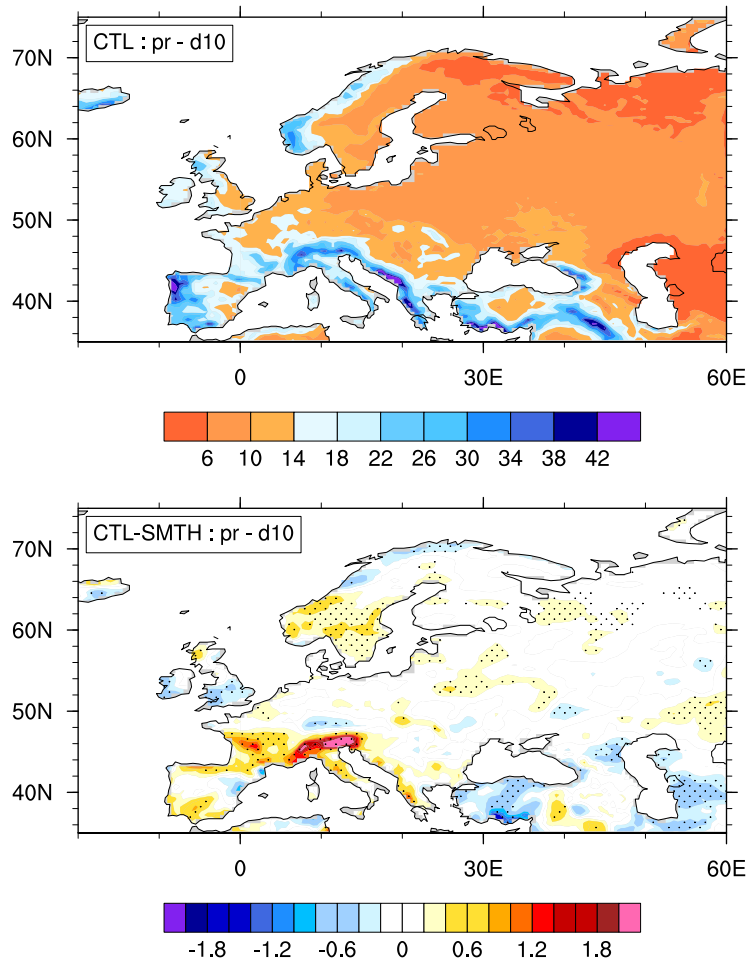 CTL : pr - d10
70N
60N
50N
40N
0 30E 60E
6 10 14 18 22 26 30 34 38 42
CTL-SMTH : pr - d10
70N
60N
50N
40N
0 30E 60E
-1.8 -1.2 -0.6 0 0.6 1.2 1.8